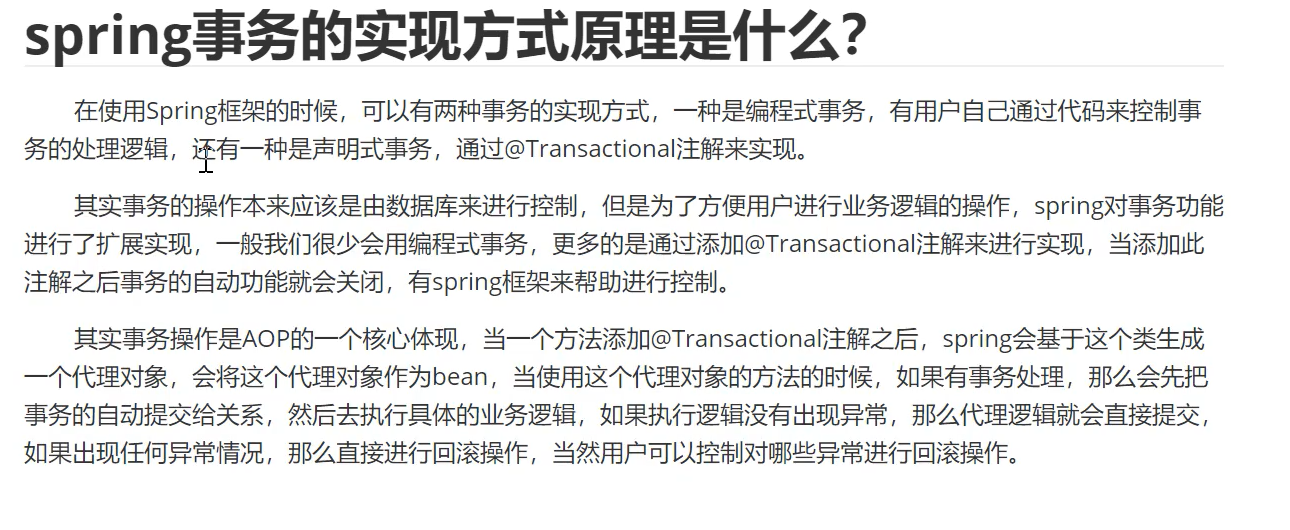 spring事务的实现方式原理是什么?
在使用Spring框架的时候，可以有两种事务的实现方式，一种是编程式事务，有用户自己通过代码来控制事
务的处理逻辑，还有一种是声明式事务，通过@Transactional注解来实现。
其实事务的操作本来应该是由数据库来进行控制，但是为了方便用户进行业务逻辑的操作，spring对事务功能
进行了扩展实现，一般我们很少会用编程式事务，更多的是通过添加@Transactional注解来进行实现，当添加此
注解之后事务的自动功能就会关闭，有spring框架来帮助进行控制。
其实事务操作是AOP的一个核心体现，当一个方法添加@Transactional注解之后，spring会基于这个类生成
一个代理对象，会将这个代理对象作为bean，当使用这个代理对象的方法的时候，如果有事务处理，那么会先把
事务的自动提交给关系，然后去执行具体的业务逻辑，如果执行逻辑没有出现异常，那么代理逻辑就会直接提交，
如果出现任何异常情况，那么直接进行回滚操作，当然用户可以控制对哪些异常进行回滚操作。